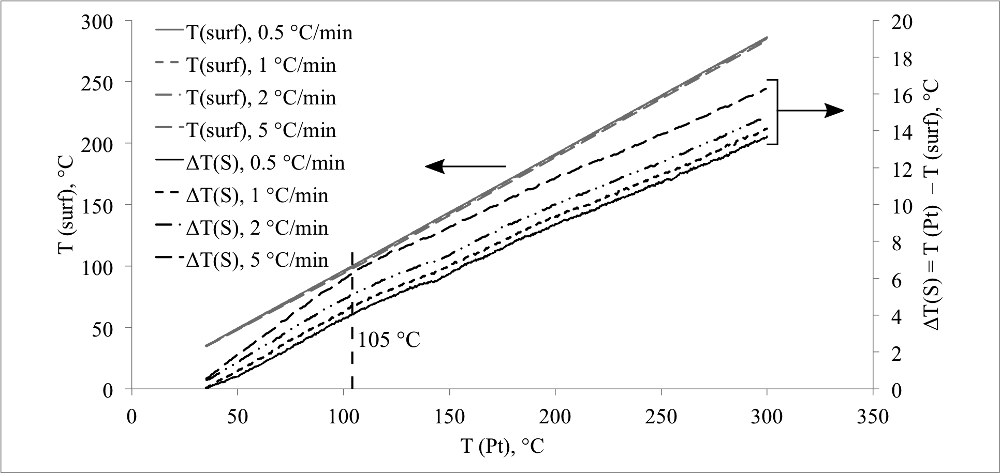 300
250
200
150
100
50
0
T (surf), °C
T(surf), 0.5 °C/min
T(surf), 1 °C/min
T(surf), 2 °C/min
T(surf), 5 °C/min
ΔT(S), 0.5 °C/min
ΔT(S), 1 °C/min
ΔT(S), 2 °C/min
ΔT(S), 5 °C/min
105 °C
20
18
16
14
12
10
8
6
4
2
0
ΔT(S) = T (Pt) – T (surf), °C
0 50 100 150 200 250 300 350
T (Pt), °C